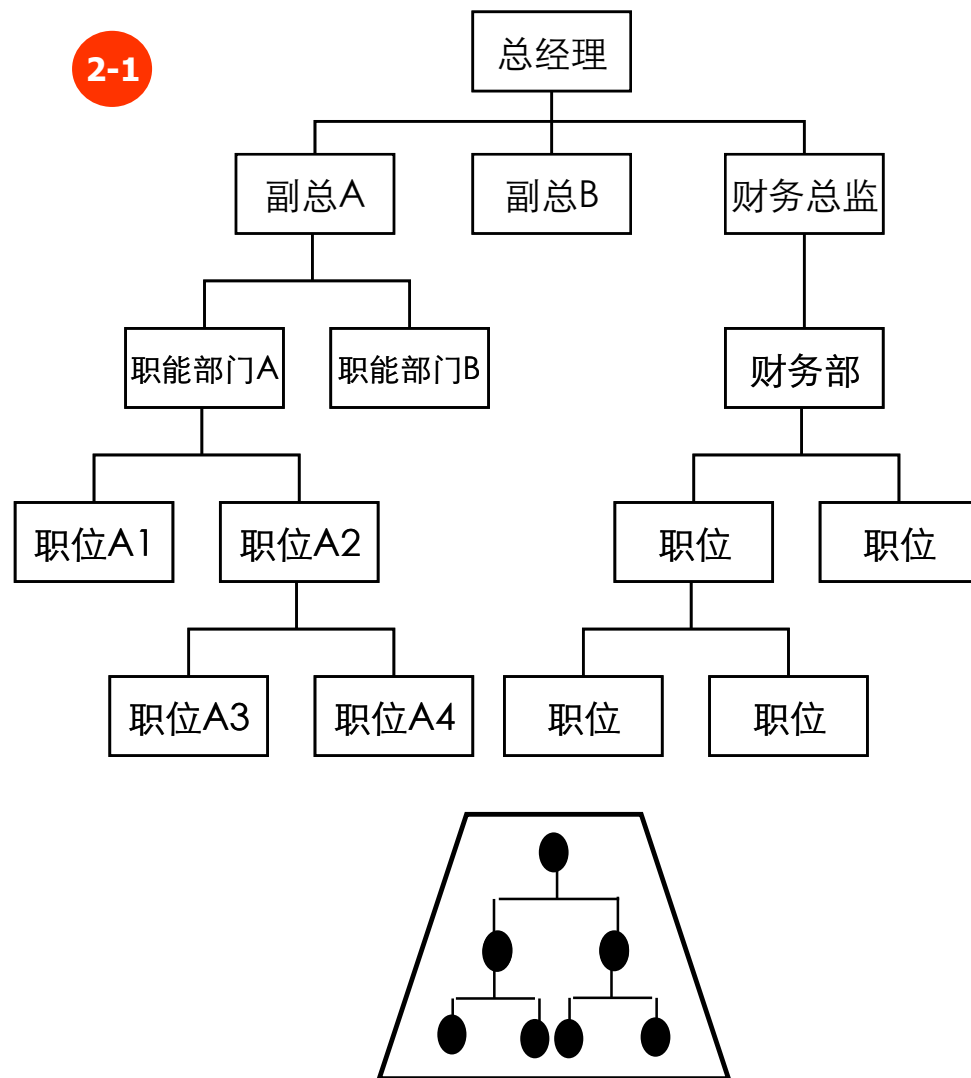 2-1
总经理
副总A
副总B
财务总监
职能部门A
职能部门B
财务部
职位A1
职位A2
职位
职位
职位A3
职位A4
职位
职位